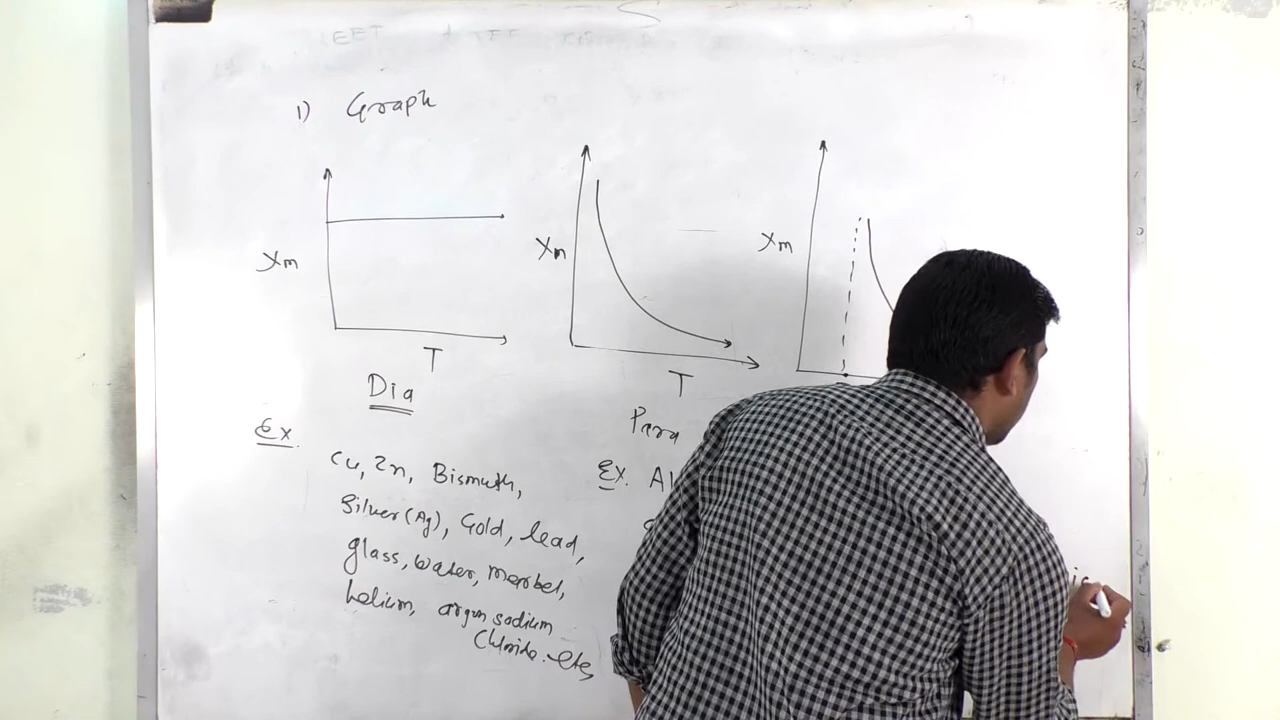 1) Graph
Xm
T
Dia
Xm
T
Para
Xm
Ex.
Cu, Zn, Bismuth,
Silver (Ag), Gold, lead,
glass, water, Marbel,
helium, argon sodium
Chloride. etc
Ex. Al